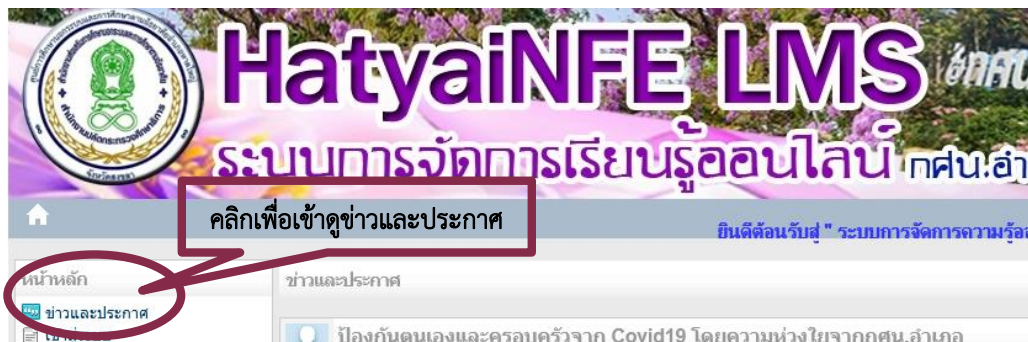 HatyaiNFE LMS
ระบบการจัดการเรียนรู้ออนไลน์ กศน.อำ
คลิกเพื่อเข้าดูข่าวและประกาศ
ยินดีต้อนรับสู่ " ระบบการจัดการความรู้ออ
หน้าหลัก
ข่าวและประกาศ
ข่าวและประกาศ
ป้องกันตนเองและครอบครัวจาก Covid19 โดยความห่วงใยจากกศน.อำเภอ